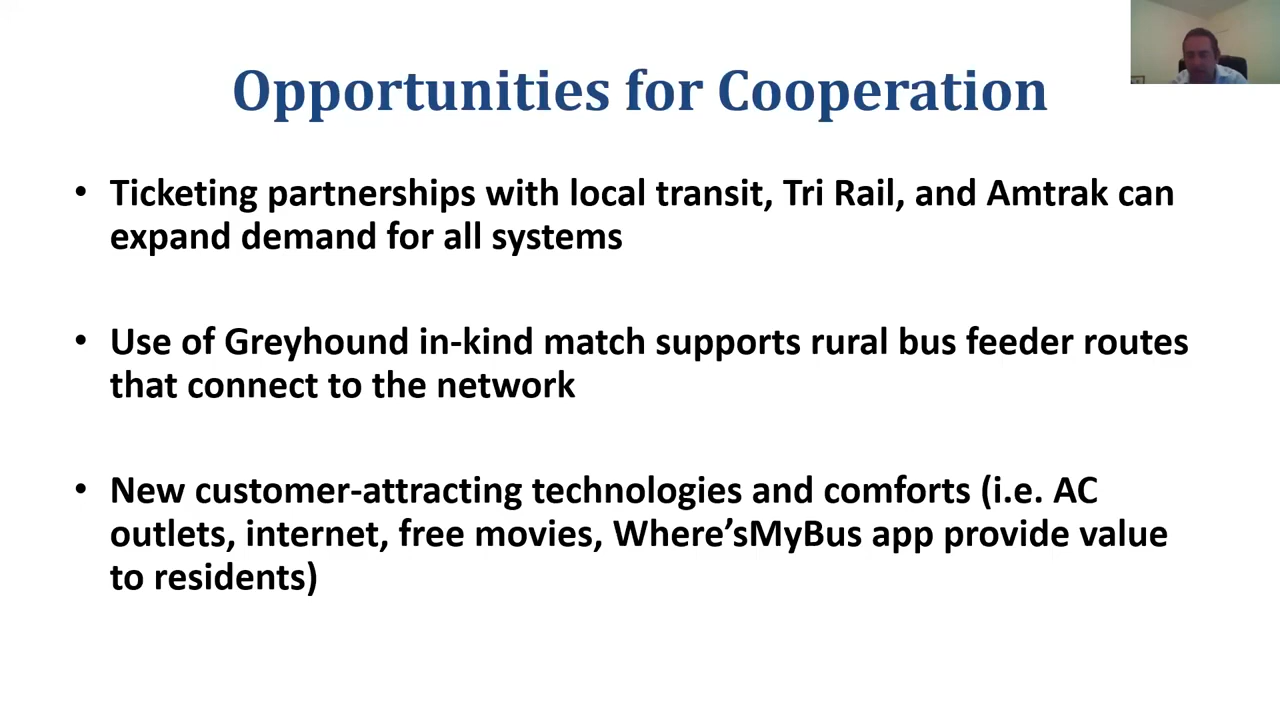 Opportunities for Cooperation
• Ticketing partnerships with local transit, Tri Rail, and Amtrak can
expand demand for all systems
• Use of Greyhound in-kind match supports rural bus feeder routes
that connect to the network
• New customer-attracting technologies and comforts (i.e. AC
outlets, internet, free movies, Where’sMyBus app provide value
to residents)